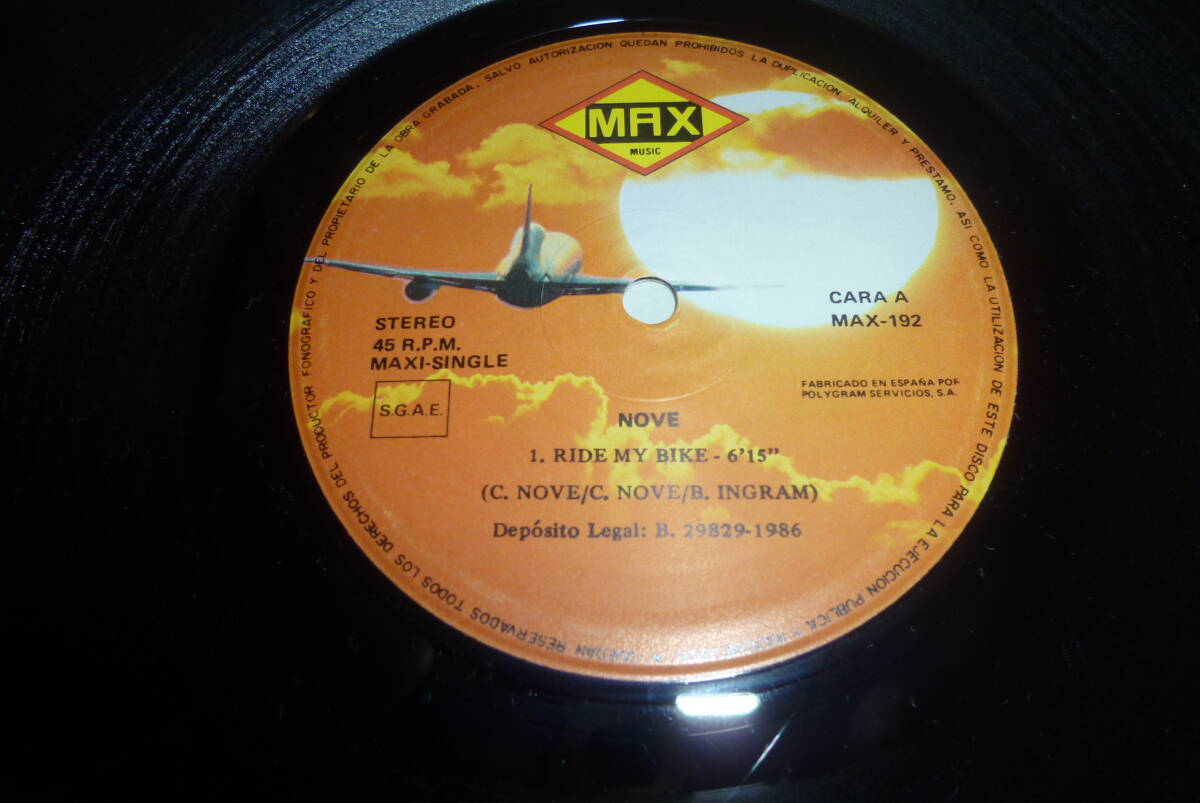 MAX
MUSIC
CARA A
MAX-192
STEREO
45 R.P.M.
MAXI-SINGLE
S.G.A.E.
FABRICADO EN ESPAÑA POR
POLYGRAM SERVICIOS, S.A.
NOVE
1. RIDE MY BIKE - 6'15"
(C. NOVE/C. NOVE/B. INGRAM)
Depósito Legal: B. 29829-1986
RESERVADOS TODOS LOS DERECHOS DEL PRODUCTOR FONOGRAFICO Y DEL PROPIETARIO DE LA OBRA GRABADA. SALVO AUTORIZACION QUEDAN PROHIBIDOS LA DUPLICACION, ALQUILER Y PRESTAMO, ASI COMO LA UTILIZACION DE ESTE DISCO PARA LA EJECUCION PUBLICA Y